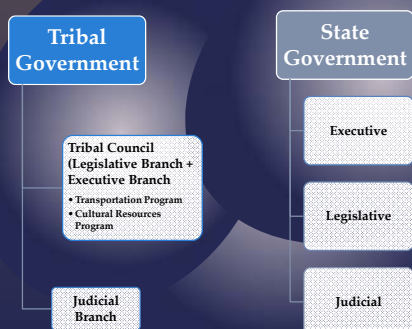 Tribal
Government
Tribal Council
(Legislative Branch +
Executive Branch
• Transportation Program
• Cultural Resources
Program
Judicial
Branch
State
Government
Executive
Legislative
Judicial